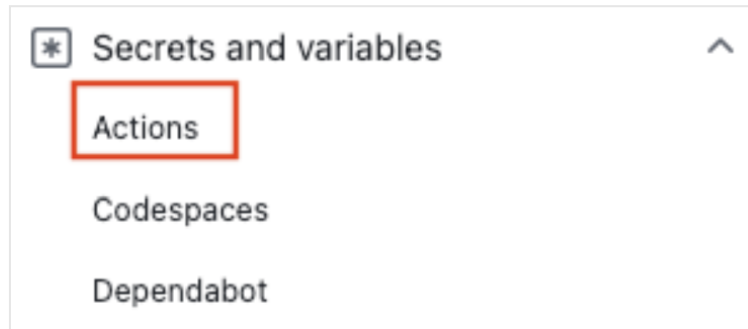 Secrets and variables
Actions
Codespaces
Dependabot